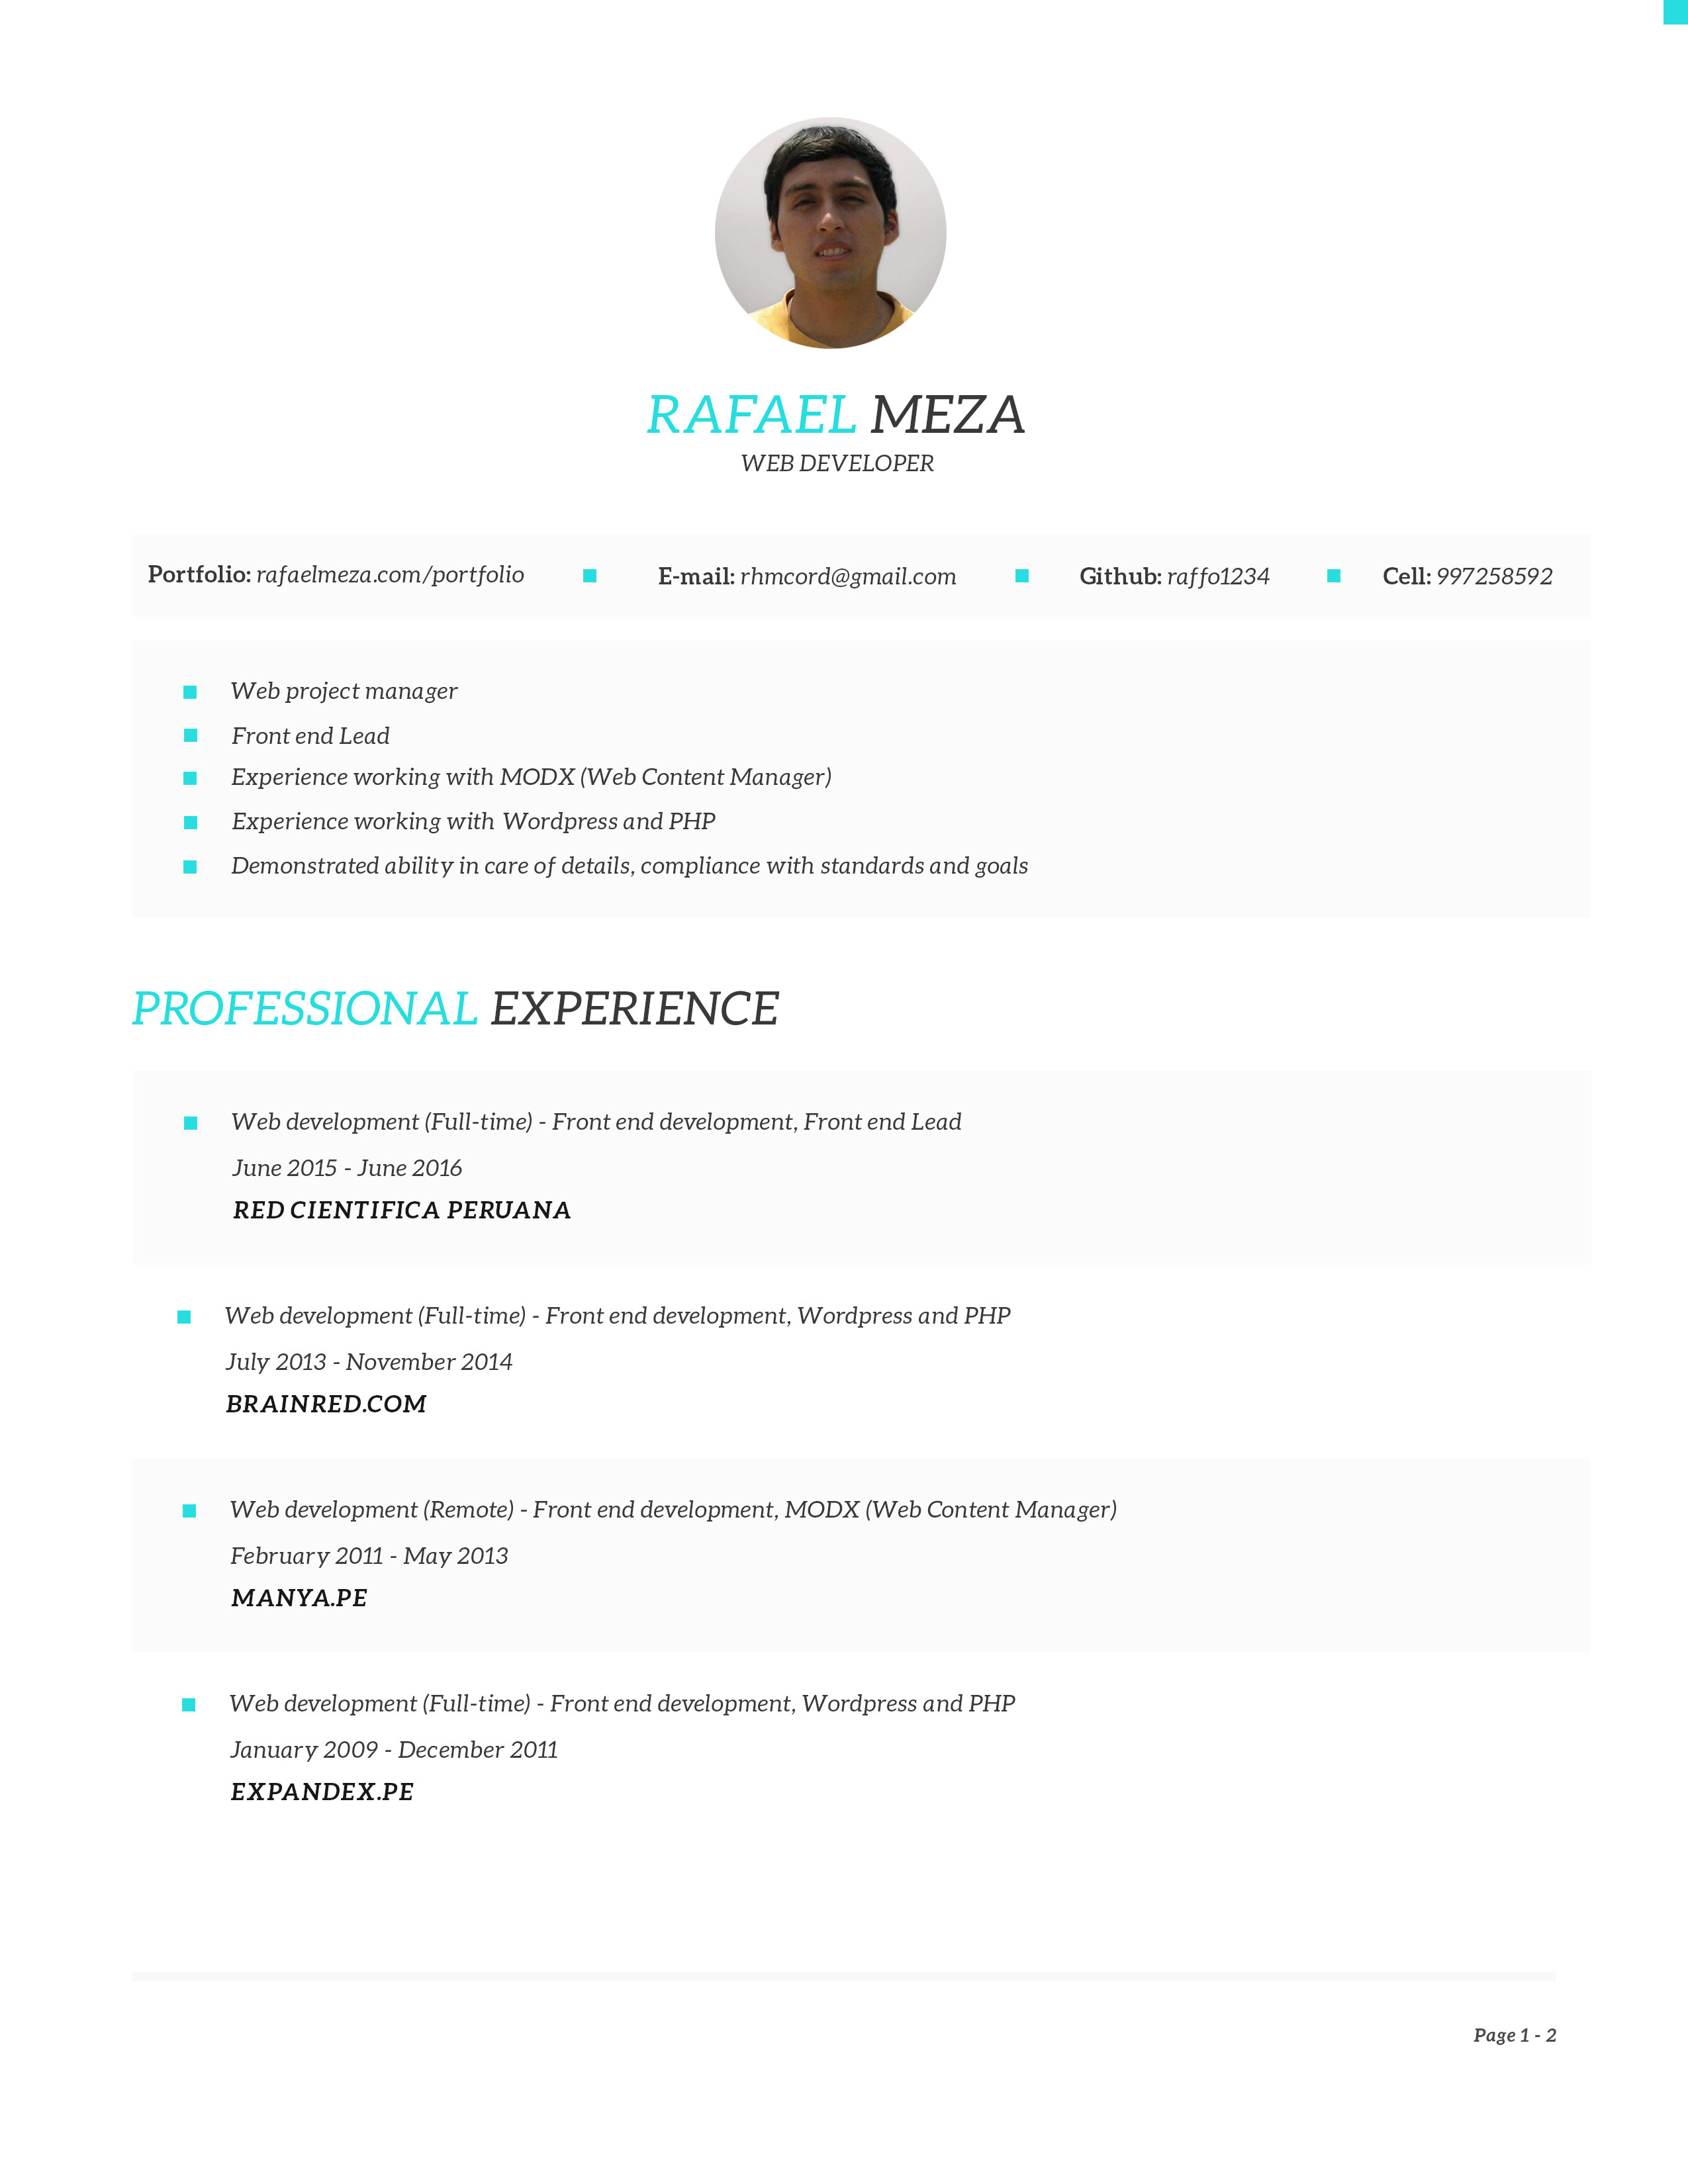 RAFAEL MEZA
WEB DEVELOPER
Portfolio: rafaelmeza.com/portfolio E-mail: rhmcord@gmail.com Github: raffo1234 Cell: 997258592
Web project manager
Front end Lead
Experience working with MODX (Web Content Manager)
Experience working with Wordpress and PHP
Demonstrated ability in care of details, compliance with standards and goals
PROFESSIONAL EXPERIENCE
Web development (Full-time) - Front end development, Front end Lead
June 2015 - June 2016
RED CIENTIFICA PERUANA
Web development (Full-time) - Front end development, Wordpress and PHP
July 2013 - November 2014
BRAINRED.COM
Web development (Remote) - Front end development, MODX (Web Content Manager)
February 2011 - May 2013
MANYA.PE
Web development (Full-time) - Front end development, Wordpress and PHP
January 2009 - December 2011
EXPANDEX.PE
Page 1 - 2